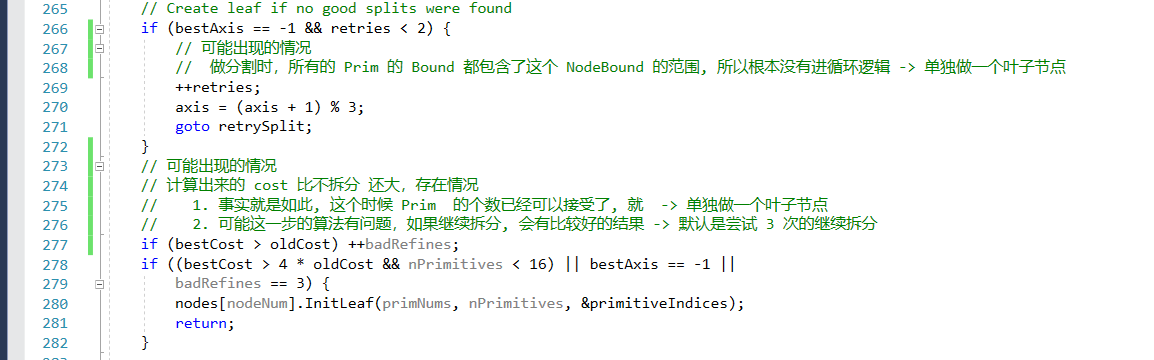 265 // Create leaf if no good splits were found
266 if (bestAxis == -1 && retries < 2) {
267 // 可能出现的情况
268 //  做分割时，所有的 Prim 的 Bound 都包含了这个 NodeBound 的范围, 所以根本没有进循环逻辑 -> 单独做一个叶子节点
269 ++retries;
270 axis = (axis + 1) % 3;
271 goto retrySplit;
272 }
273 // 可能出现的情况
274 // 计算出来的 cost 比不拆分 还大，存在情况
275 //    1. 事实就是如此, 这个时候 Prim  的个数已经可以接受了, 就  -> 单独做一个叶子节点
276 //    2. 可能这一步的算法有问题，如果继续拆分, 会有比较好的结果 -> 默认是尝试 3 次的继续拆分
277 if (bestCost > oldCost) ++badRefines;
278 if ((bestCost > 4 * oldCost && nPrimitives < 16) || bestAxis == -1 ||
279 badRefines == 3) {
280 nodes[nodeNum].InitLeaf(primNums, nPrimitives, &primitiveIndices);
281 return;
282 }